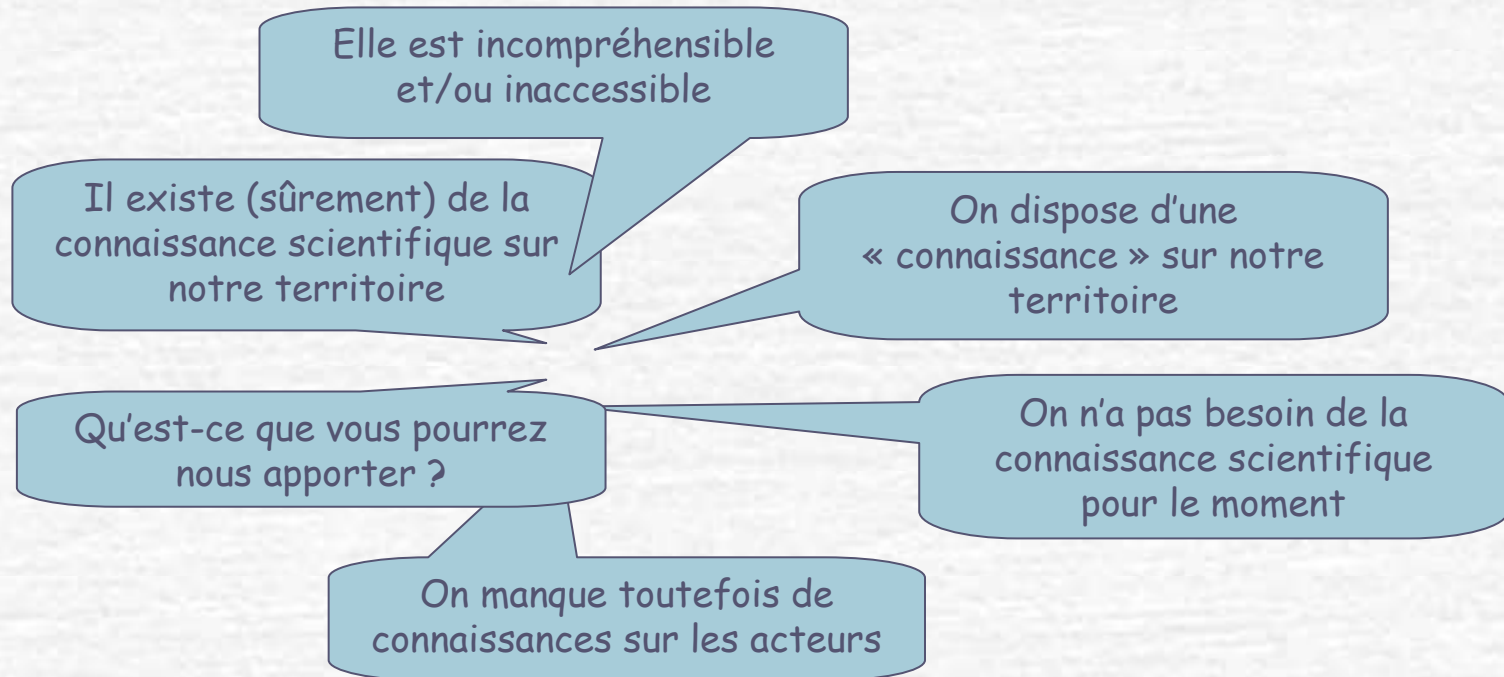 Elle est incompréhensible
et/ou inaccessible
Il existe (sûrement) de la
connaissance scientifique sur
notre territoire
On dispose d'une
« connaissance » sur notre
territoire
Qu'est-ce que vous pourrez
nous apporter ?
On n'a pas besoin de la
connaissance scientifique
pour le moment
On manque toutefois de
connaissances sur les acteurs